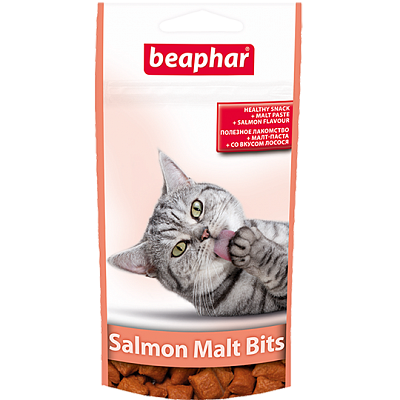 beaphar
HEALTHY SNACK
+ MALT PASTE
+ SALMON FLAVOUR
ПОЛЕЗНОЕ ЛАКОМСТВО
+ МАЛТ-ПАСТА
+ СО ВКУСОМ ЛОСОСЯ
Salmon Malt Bits